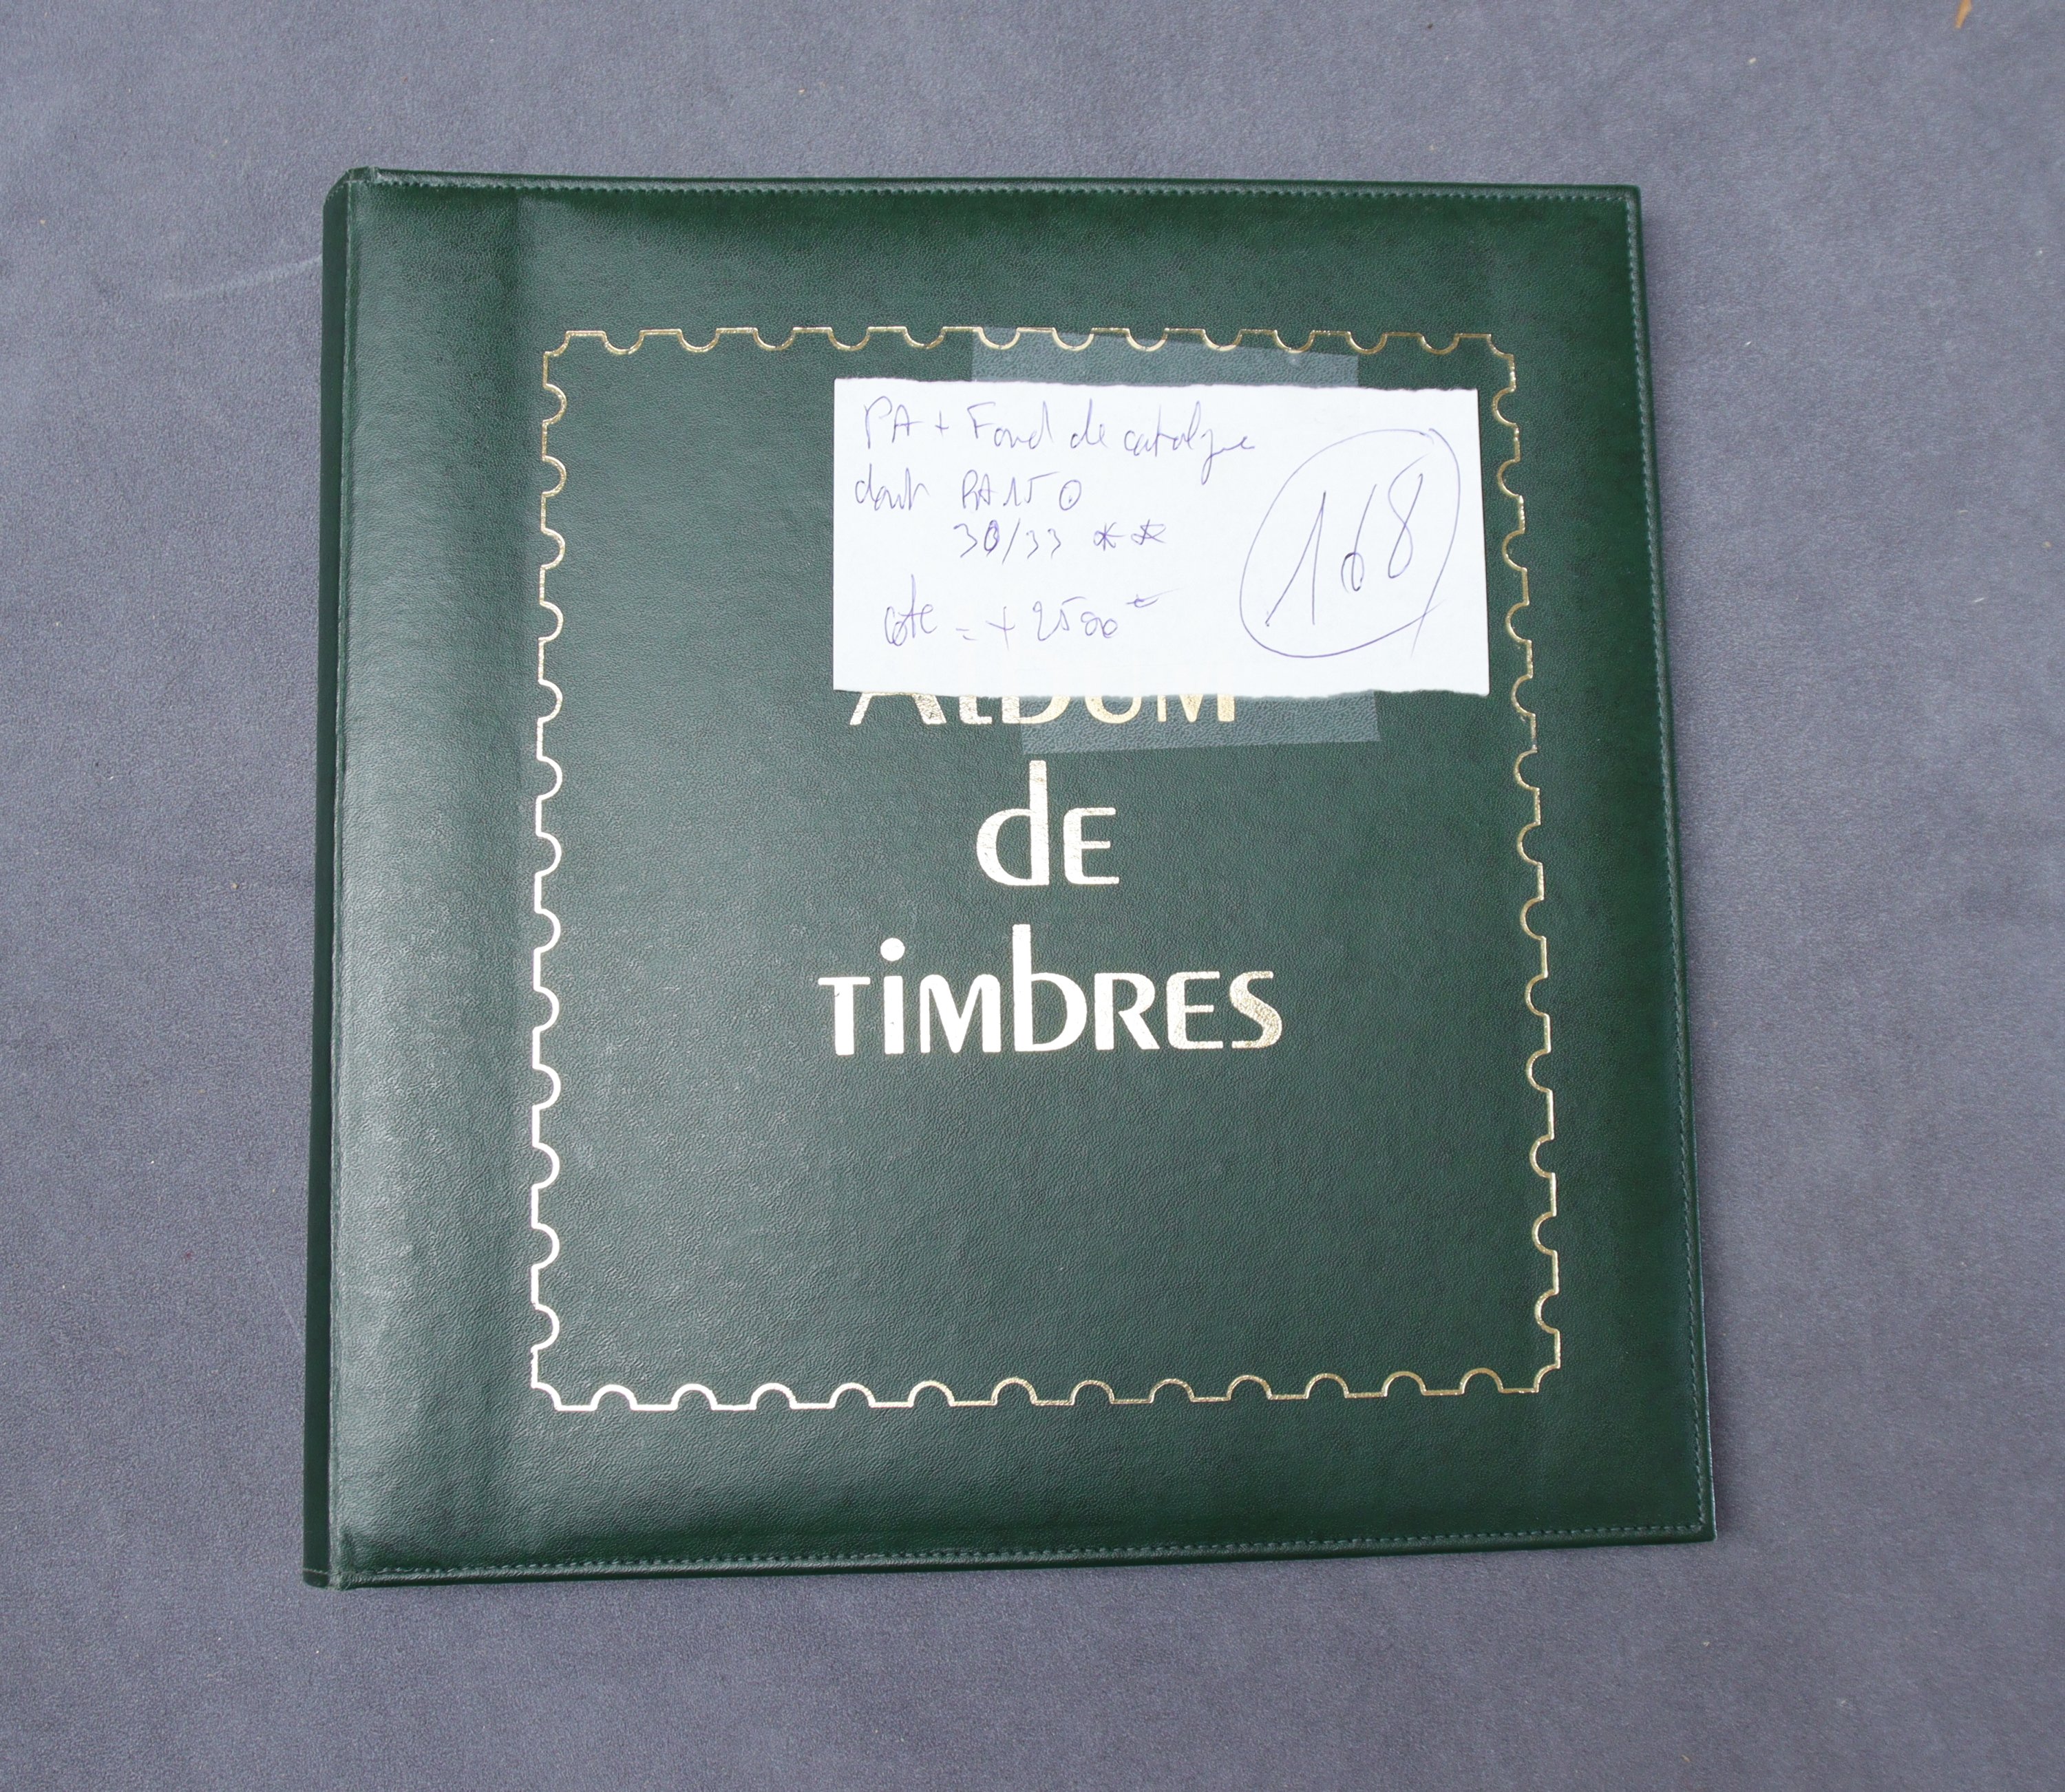 PA + Fond de catalogue
dont PA 15 ⊙
30/33 **
cote = + 2500 €
168
ALBUM
dE
TiMbRES